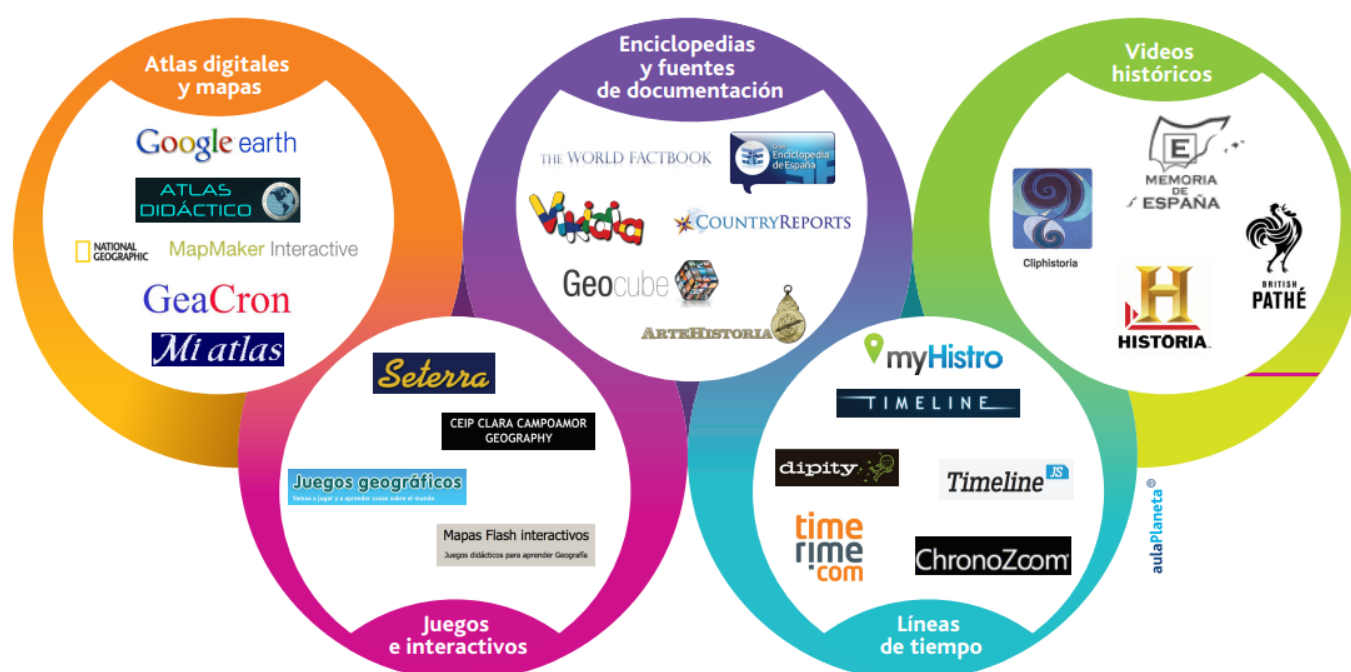 Atlas digitales
y mapas
Google earth
ATLAS
DIDÁCTICO
NATIONAL
GEOGRAPHIC
MapMaker Interactive
GeaCron
Mi atlas
Enciclopedias
y fuentes
de documentación
THE WORLD FACTBOOK
Gran
Enciclopedia
de España
Vikidia
COUNTRYREPORTS
Geocube
ARTEHISTORIA
Videos
históricos
E
MEMORIA
DE
ESPAÑA
Cliphistoria
H
HISTORIA
BRITISH
PATHÉ
Seterra
CEIP CLARA CAMPOAMOR
GEOGRAPHY
Juegos geográficos
Vamos a jugar y a aprender cosas sobre el mundo
Mapas Flash interactivos
Juegos didácticos para aprender Geografía
Juegos
e interactivos
myHistro
TIMELINE
dipity
Timeline JS
time
rime
.com
ChronoZoom
Líneas
de tiempo
aulaPlaneta®